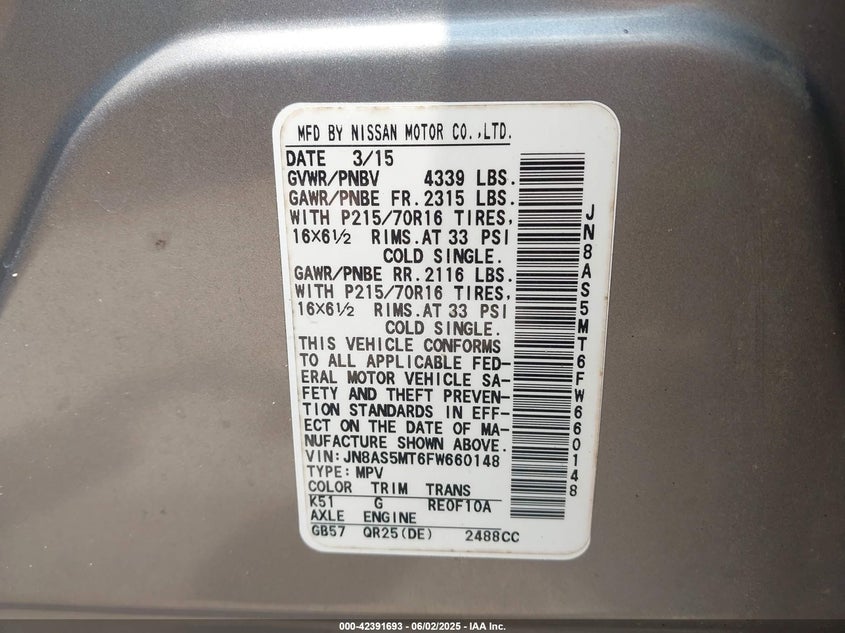 MFD BY NISSAN MOTOR CO.,LTD.
DATE 3/15
GVWR/PNBV 4339 LBS.
GAWR/PNBE FR.2315 LBS.
WITH P215/70R16 TIRES,
16×6½ RIMS.AT 33 PSI
COLD SINGLE.
GAWR/PNBE RR.2116 LBS.
WITH P215/70R16 TIRES,
16×6½ RIMS.AT 33 PSI
COLD SINGLE.
THIS VEHICLE CONFORMS
TO ALL APPLICABLE FED-
ERAL MOTOR VEHICLE SA-
FETY AND THEFT PREVEN-
TION STANDARDS IN EFF-
ECT ON THE DATE OF MA-
NUFACTURE SHOWN ABOVE.
VIN:JN8AS5MT6FW660148
TYPE:MPV
COLOR TRIM TRANS
K51 G RE0F10A
AXLE ENGINE
GB57 QR25(DE) 2488CC
JN8AS5MT6FW660148
000-42391693 - 06/02/2025 - IAA Inc.